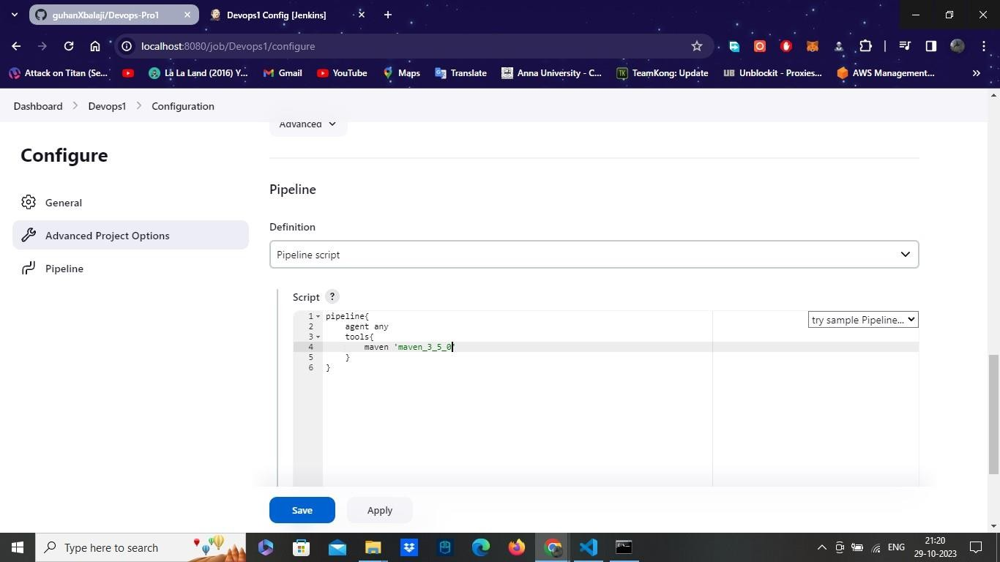 guhanXbalaji/Devops-Pro1
Devops1 Config [Jenkins]
localhost:8080/job/Devops1/configure
Attack on Titan (Se...
La La Land (2016) Y...
Gmail
YouTube
Maps
Translate
Anna University - C...
TK
TeamKong: Update
UB
Unblockit - Proxies...
AWS Management...
Dashboard
Devops1
Configuration
Advanced
Configure
General
Advanced Project Options
Pipeline
Pipeline
Definition
Pipeline script
Script ?
try sample Pipeline...
1 pipeline{
2 agent any
3 tools{
4 maven 'maven_3_5_0'
5 }
6 }
Save
Apply
Type here to search
ENG
21:20
29-10-2023